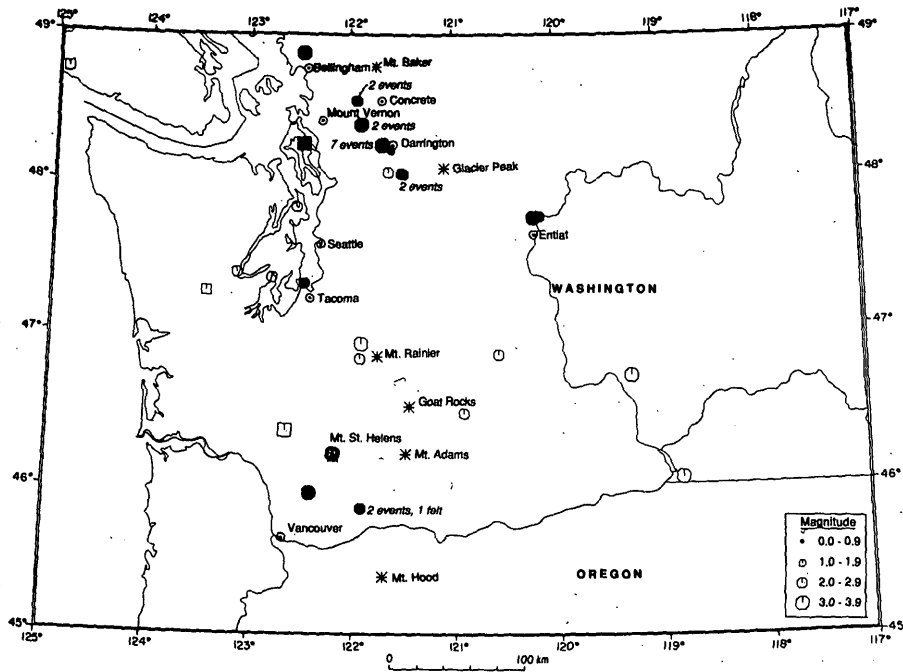 124° 123° 122° 121° 120° 119° 118° 117°
49° 49°
125°
Bellingham Mt. Baker
2 events
Concrete
Mount Vernon
2 events
7 events Darrington
48° 48°
Glacier Peak
2 events
Entiat
Seattle
WASHINGTON
Tacoma
47° 47°
Mt. Rainier
Goat Rocks
Mt. St. Helens
Mt. Adams
46° 46°
2 events, 1 felt
Vancouver
Magnitude
0.0 - 0.9
1.0 - 1.9
2.0 - 2.9
3.0 - 3.9
Mt. Hood
OREGON
45° 45°
125° 124° 123° 122° 121° 120° 119° 118° 117°
0 100 km